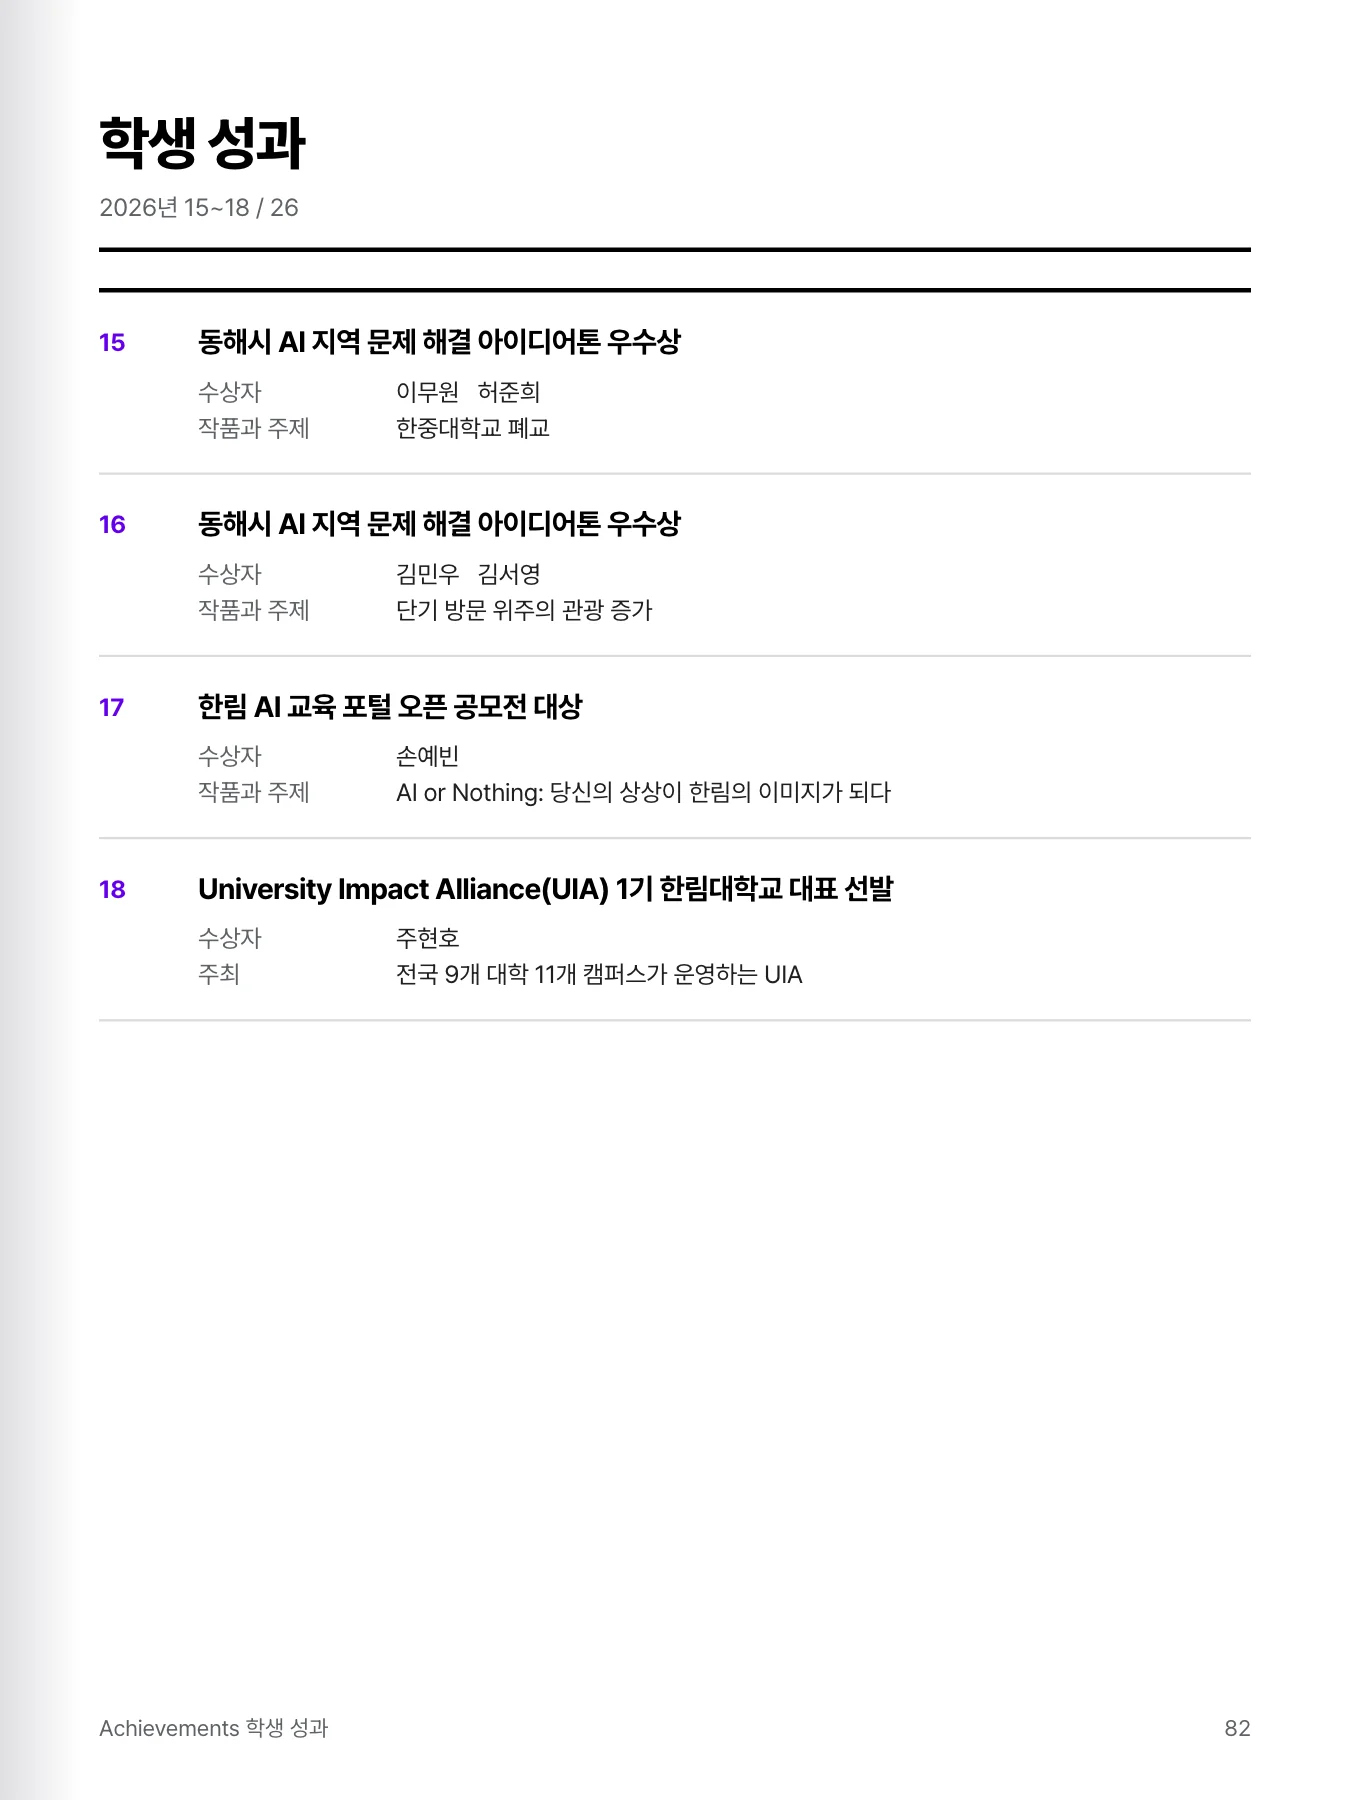 학생 성과
2026년 15~18 / 26
15 동해시 AI 지역 문제 해결 아이디어톤 우수상
수상자 이무원 허준희
작품과 주제 한중대학교 폐교
16 동해시 AI 지역 문제 해결 아이디어톤 우수상
수상자 김민우 김서영
작품과 주제 단기 방문 위주의 관광 증가
17 한림 AI 교육 포털 오픈 공모전 대상
수상자 손예빈
작품과 주제 AI or Nothing: 당신의 상상이 한림의 이미지가 되다
18 University Impact Alliance(UIA) 1기 한림대학교 대표 선발
수상자 주현호
주최 전국 9개 대학 11개 캠퍼스가 운영하는 UIA
Achievements 학생 성과 82